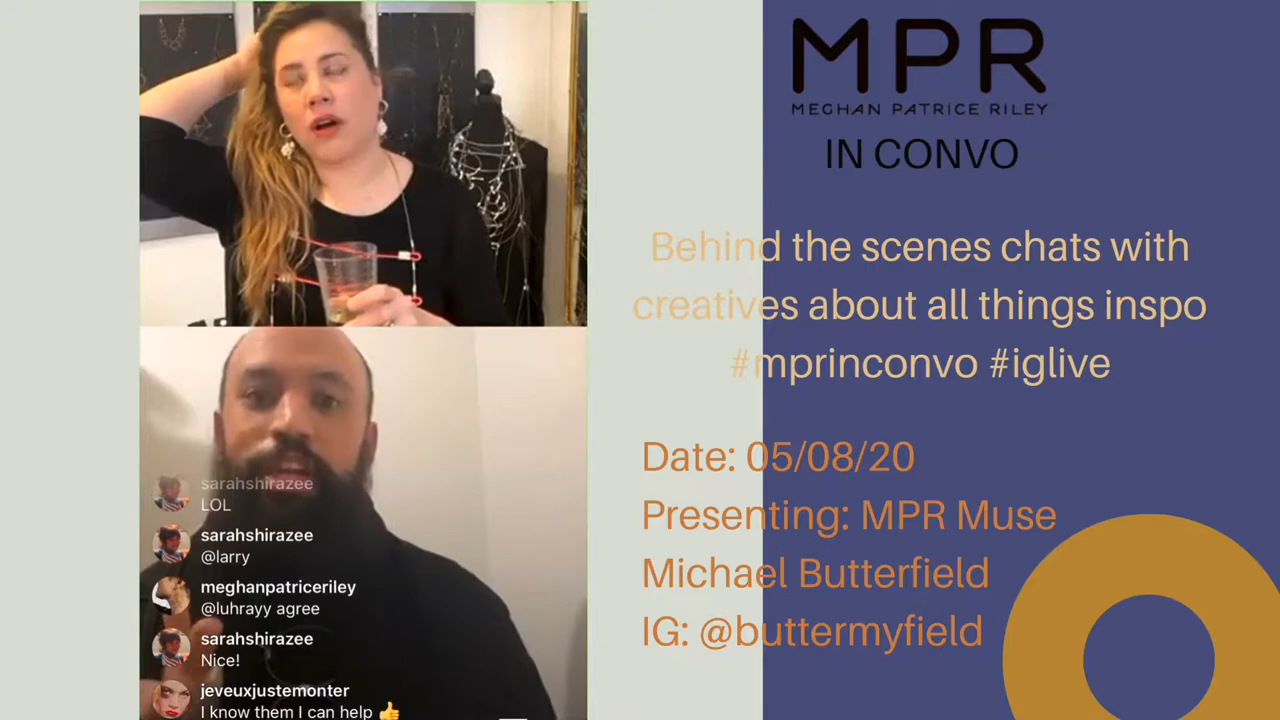 MPR
MEGHAN PATRICE RILEY
IN CONVO
Behind the scenes chats with
creatives about all things inspo
#mprinconvo #iglive
Date: 05/08/20
Presenting: MPR Muse
Michael Butterfield
IG: @buttermyfield
sarahshirazee
LOL
sarahshirazee
@larry
meghanpatriceriley
@luhrayy agree
sarahshirazee
Nice!
jeveuxjustemonter
I know them I can help 👍